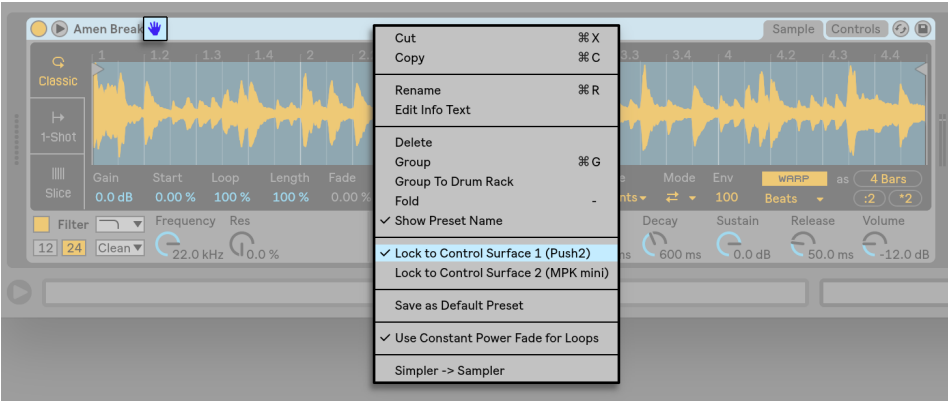 Amen Break
Sample
Controls
Cut ⌘ X
Copy ⌘ C
Rename ⌘ R
Edit Info Text
Delete
Group ⌘ G
Group To Drum Rack
Fold -
✓ Show Preset Name
✓ Lock to Control Surface 1 (Push2)
Lock to Control Surface 2 (MPK mini)
Save as Default Preset
✓ Use Constant Power Fade for Loops
Simpler -> Sampler
1 1.2 1.3 1.4 2 2. 3.3 3.4 4 4.2 4.3 4.4
Classic
1-Shot
Slice
Gain Start Loop Length Fade Mode Env WARP as 4 Bars
0.0 dB 0.00 % 100 % 100 % 0.00 % nts 100 Beats :2 *2
Filter Frequency Res Decay Sustain Release Volume
12 24 Clean 22.0 kHz 0.0 % ms 600 ms 0.0 dB 50.0 ms -12.0 dB